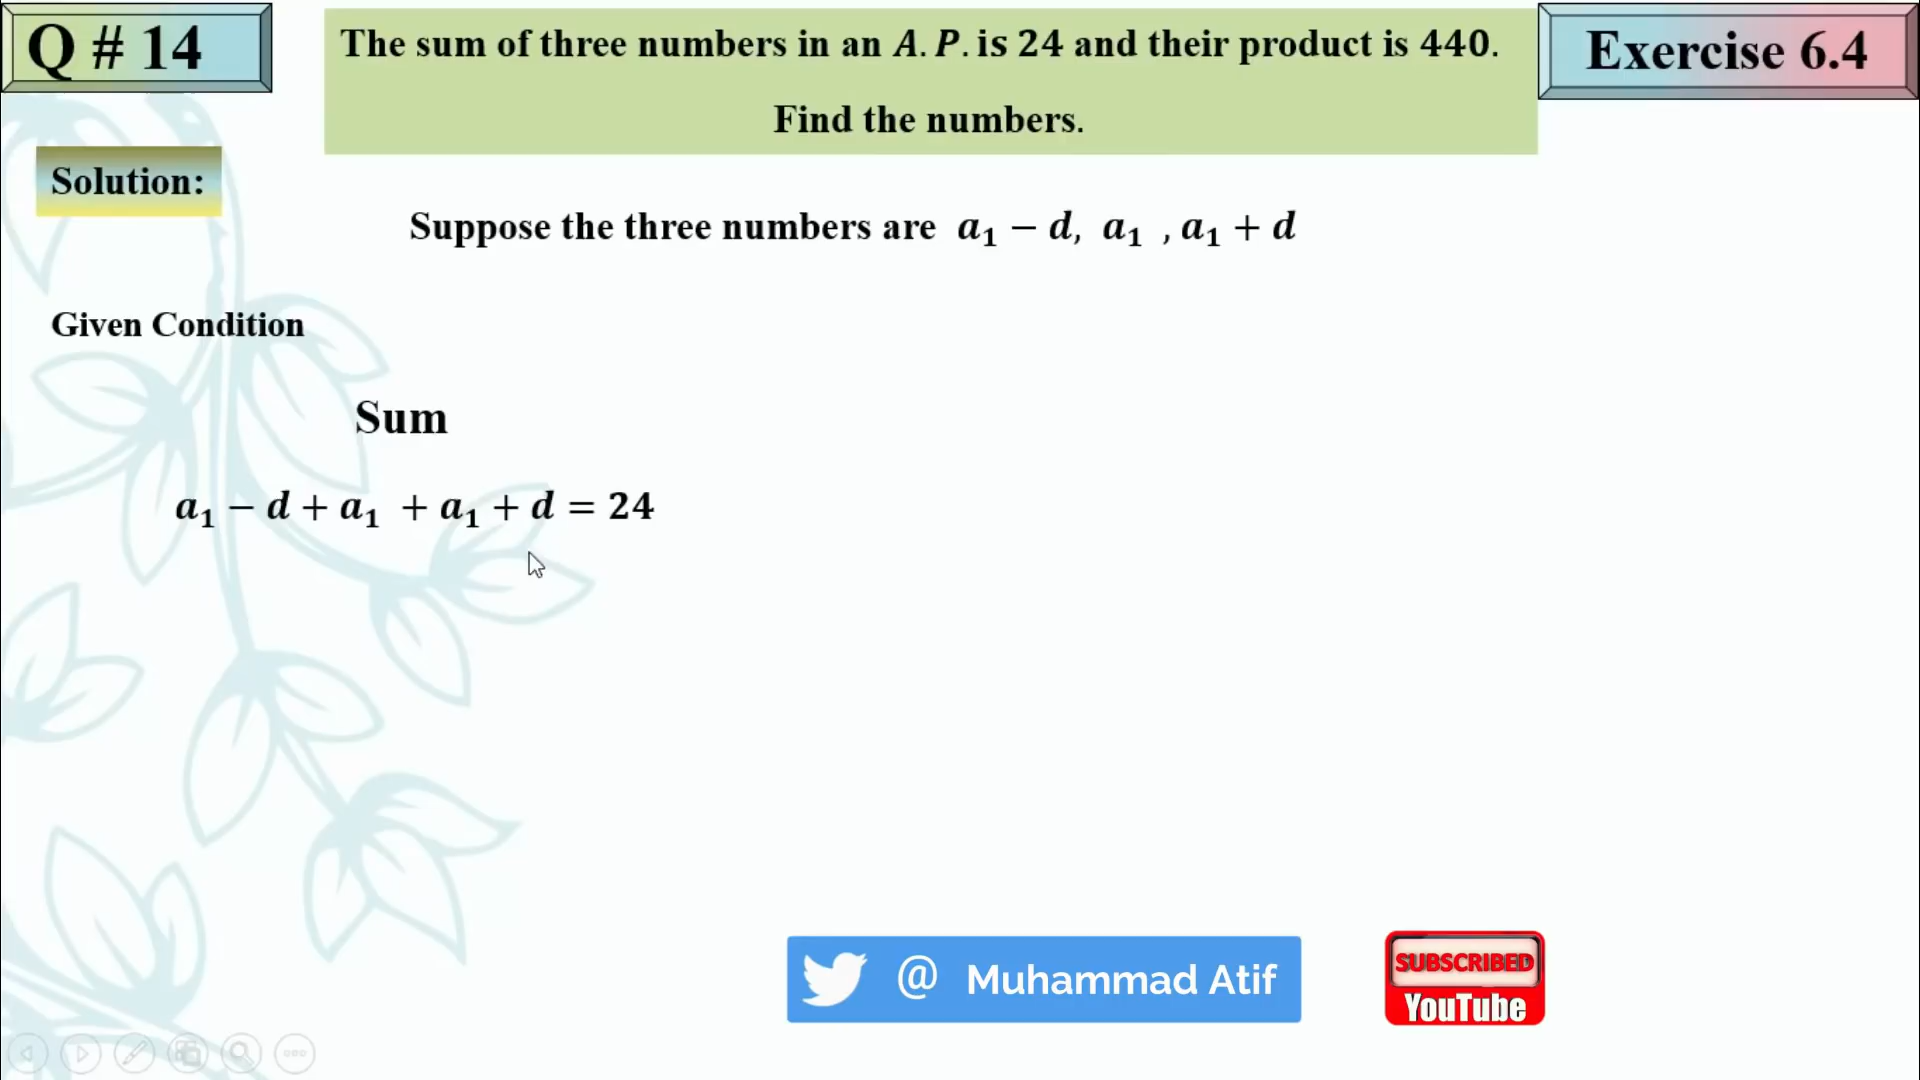 Q # 14
The sum of three numbers in an A. P. is 24 and their product is 440.
Find the numbers.
Exercise 6.4
Solution:
Suppose the three numbers are a₁ − d, a₁ , a₁ + d
Given Condition
Sum
a₁ − d + a₁ + a₁ + d = 24
@ Muhammad Atif
SUBSCRIBED
YouTube